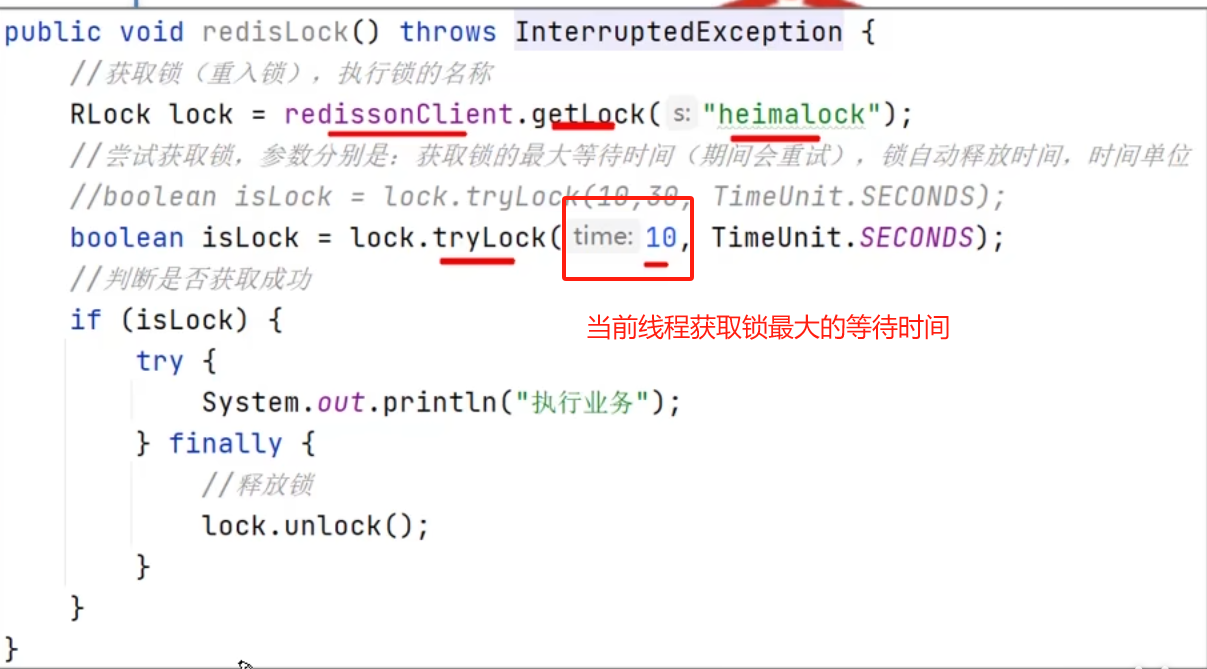 public void redisLock() throws InterruptedException {
//获取锁（重入锁），执行锁的名称
RLock lock = redissonClient.getLock( s: "heimalock");
//尝试获取锁，参数分别是：获取锁的最大等待时间（期间会重试），锁自动释放时间，时间单位
//boolean isLock = lock.tryLock(10,30, TimeUnit.SECONDS);
boolean isLock = lock.tryLock( time: 10, TimeUnit.SECONDS);
//判断是否获取成功
if (isLock) {
当前线程获取锁最大的等待时间
try {
System.out.println("执行业务");
} finally {
//释放锁
lock.unlock();
}
}
}